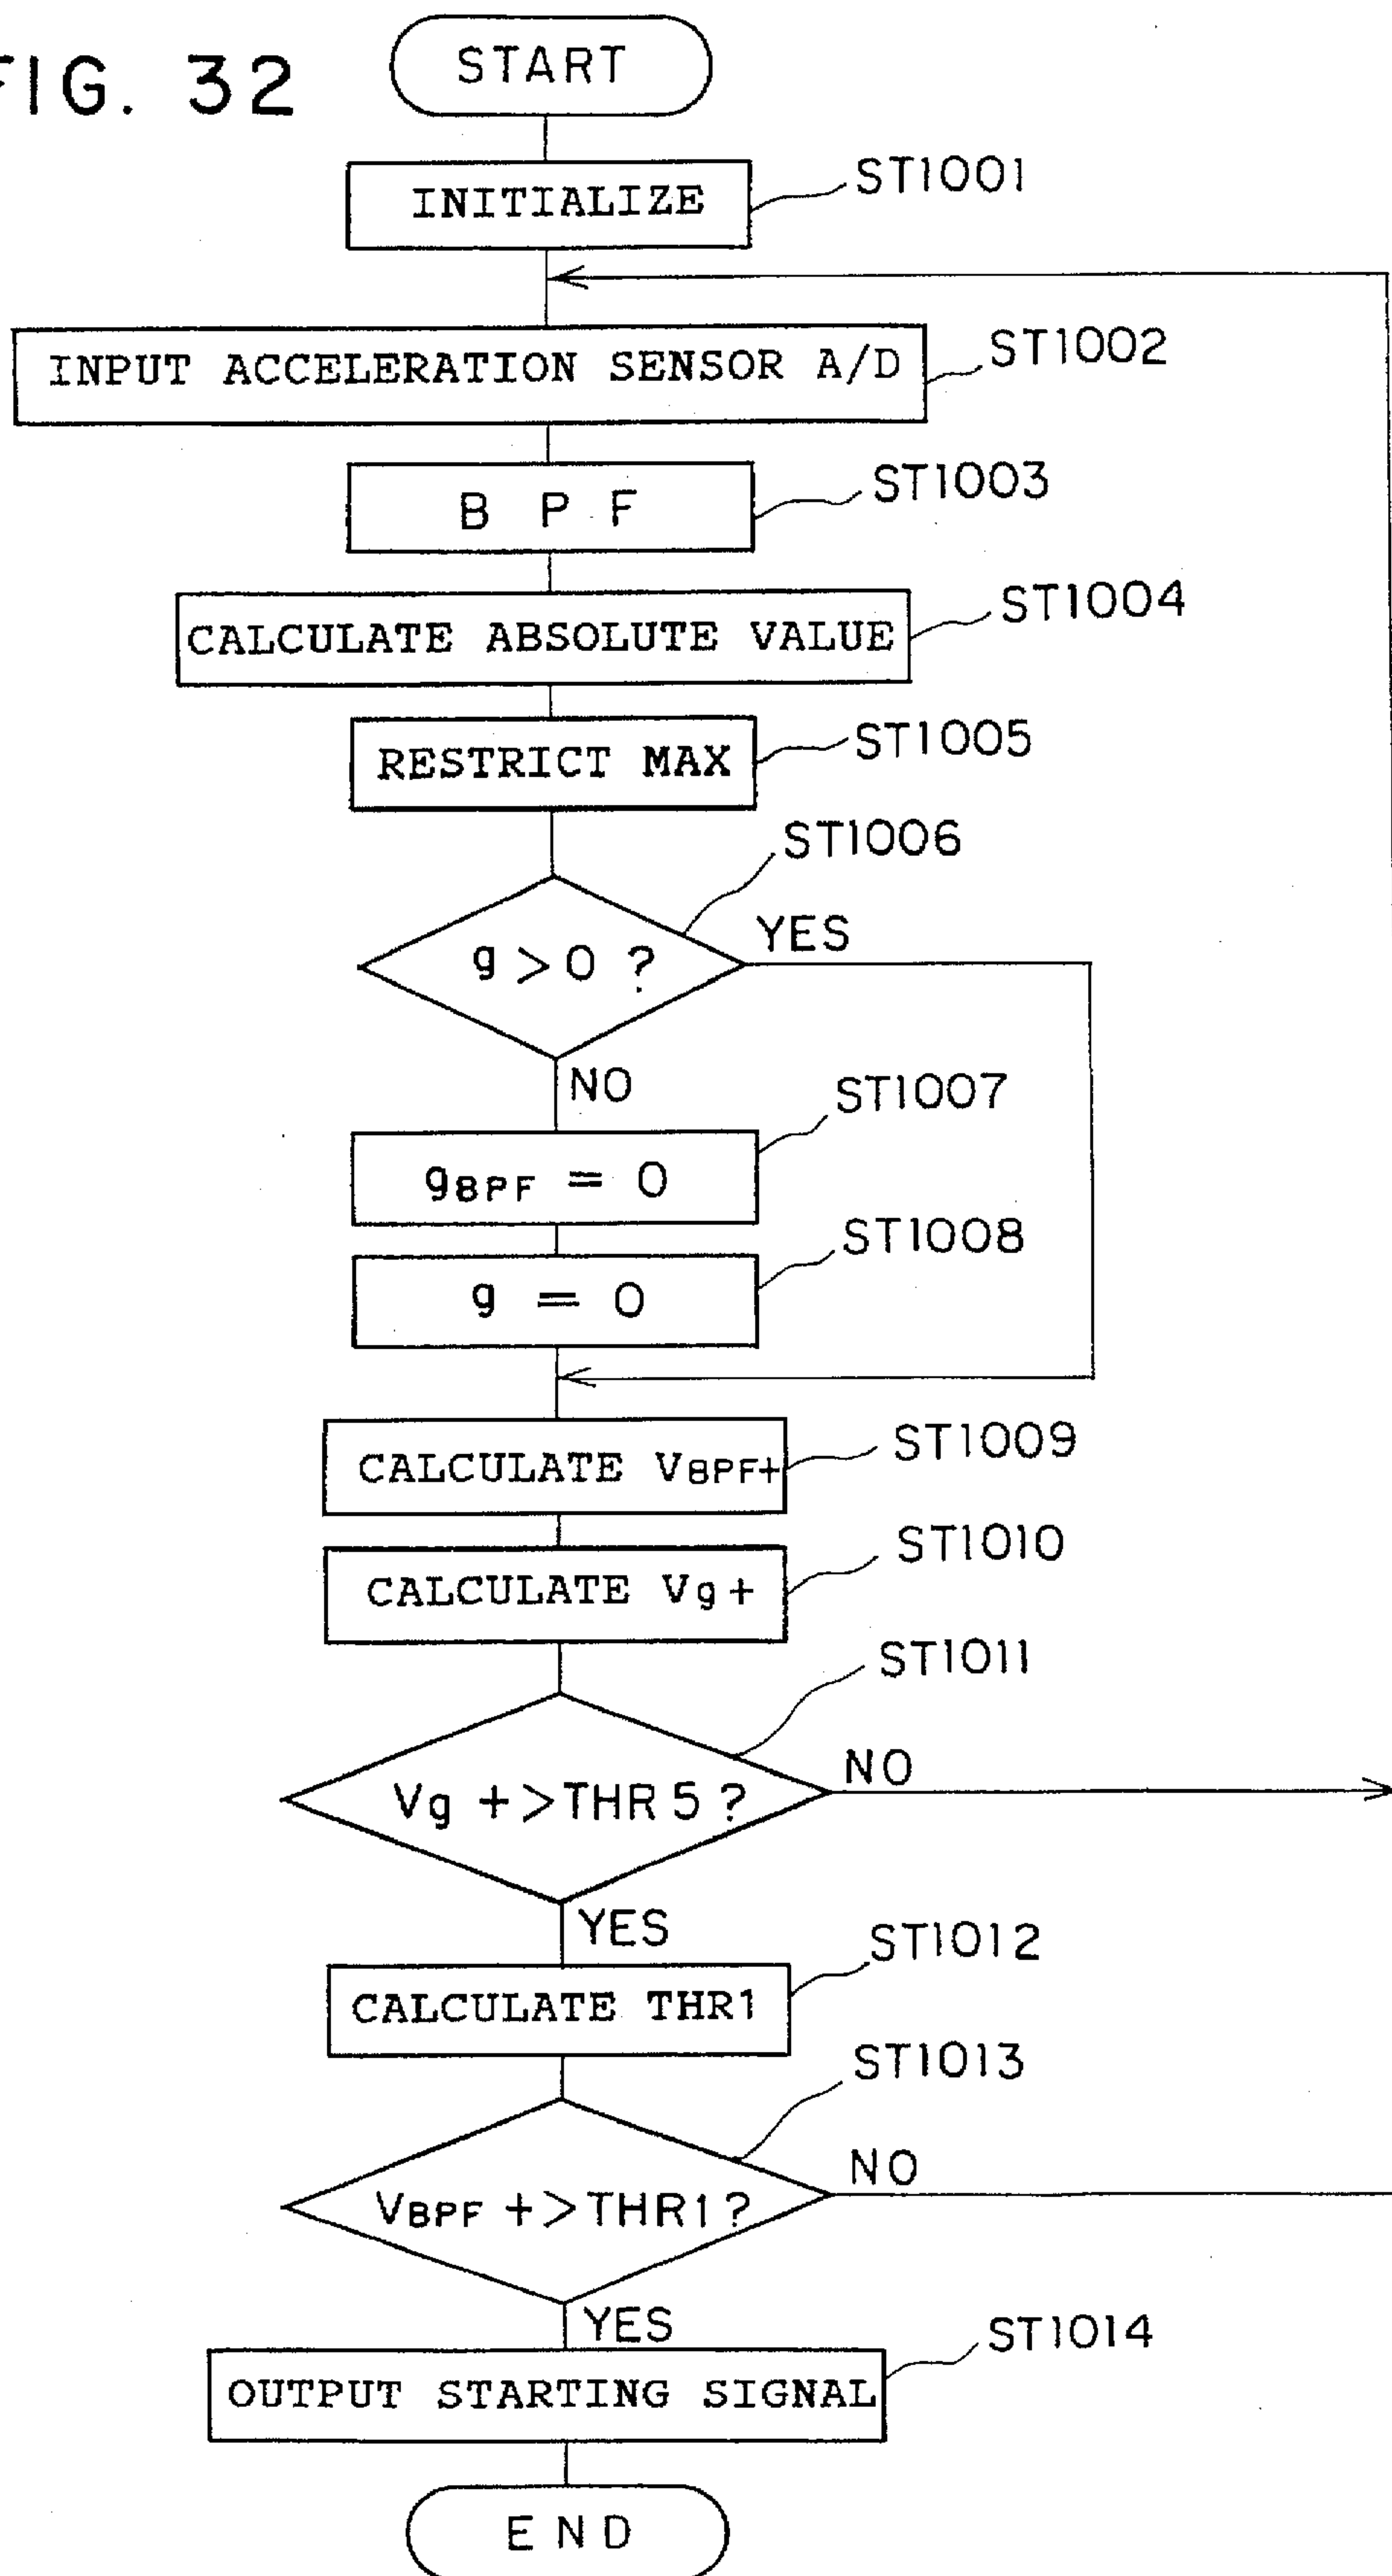 FIG. 32
START
INITIALIZE
ST1001
INPUT ACCELERATION SENSOR A/D
ST1002
B P F
ST1003
CALCULATE ABSOLUTE VALUE
ST1004
RESTRICT MAX
ST1005
ST1006
g > 0 ?
YES
NO
ST1007
gBPF = 0
ST1008
g = 0
CALCULATE VBPF+
ST1009
CALCULATE Vg+
ST1010
ST1011
Vg + > THR 5 ?
NO
YES
ST1012
CALCULATE THR1
ST1013
VBPF + > THR1 ?
NO
YES
ST1014
OUTPUT STARTING SIGNAL
END